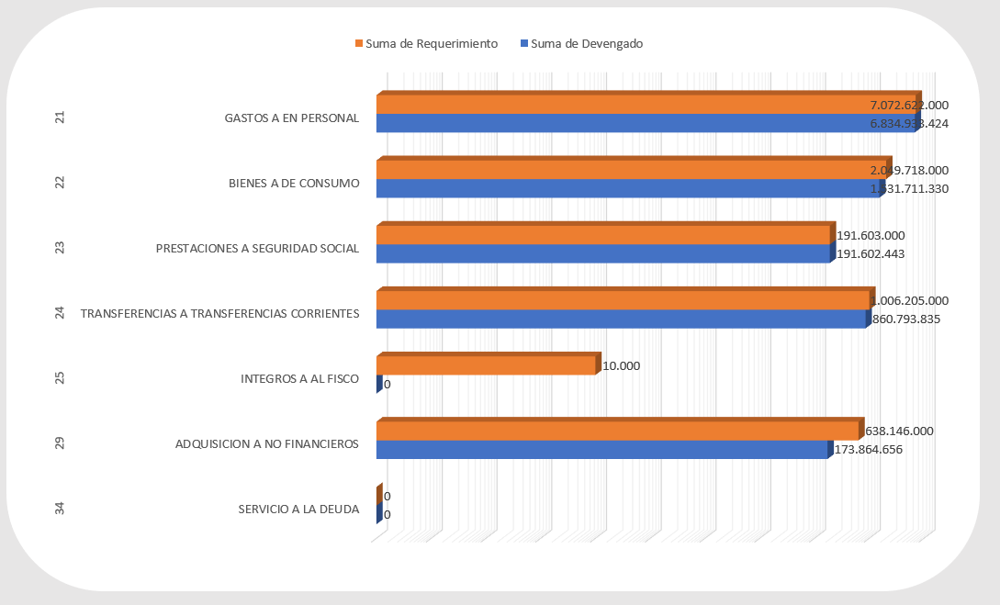 Suma de Requerimiento
Suma de Devengado
21
GASTOS A EN PERSONAL
7.072.622.000
6.834.933.424
22
BIENES A DE CONSUMO
2.049.718.000
1.531.711.330
23
PRESTACIONES A SEGURIDAD SOCIAL
191.603.000
191.602.443
24
TRANSFERENCIAS A TRANSFERENCIAS CORRIENTES
1.006.205.000
860.793.835
25
INTEGROS A AL FISCO
10.000
0
29
ADQUISICION A NO FINANCIEROS
638.146.000
173.864.656
34
SERVICIO A LA DEUDA
0
0